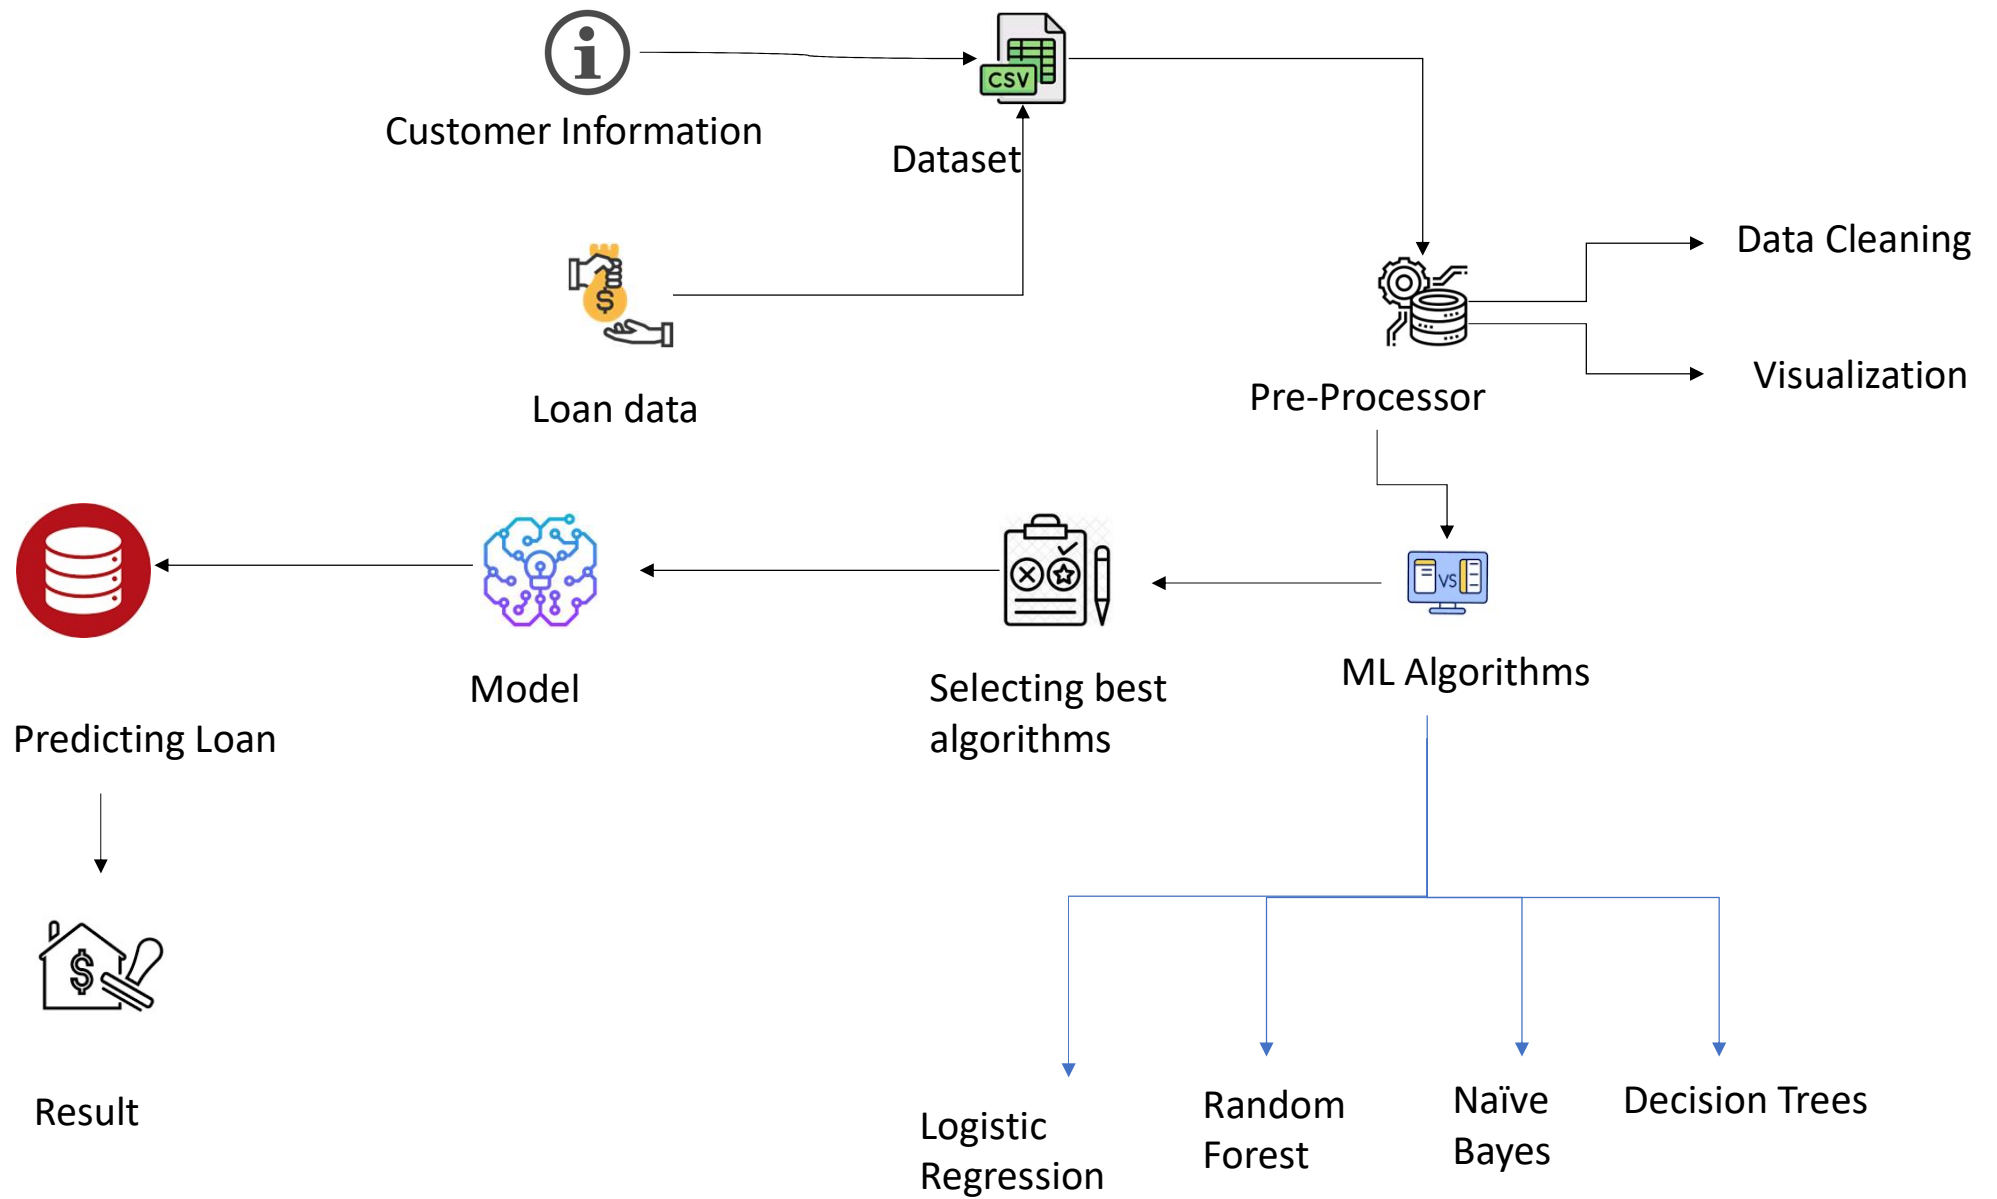 Customer Information
CSV
Dataset
Data Cleaning
$
Visualization
Pre-Processor
Loan data
VS
Selecting best
algorithms
ML Algorithms
Model
Predicting Loan
$
Result
Logistic
Regression
Random
Forest
Naïve
Bayes
Decision Trees